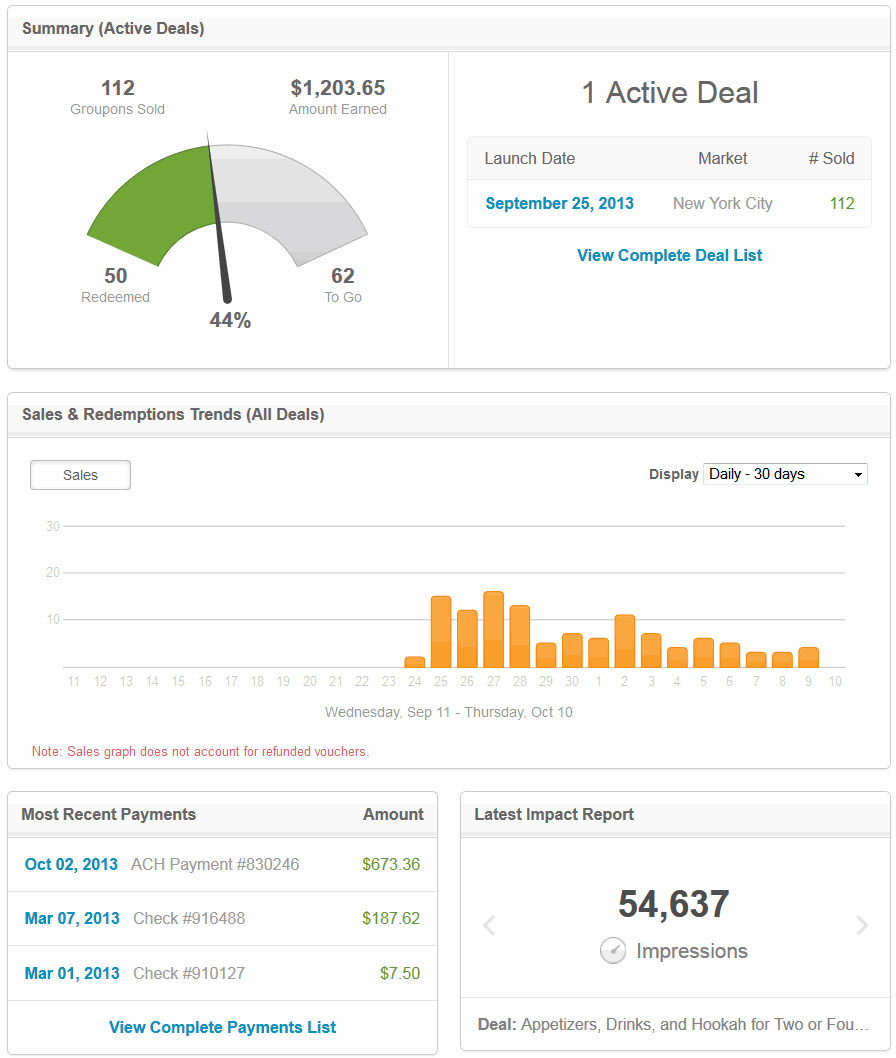 Summary (Active Deals)
112
Groupons Sold
$1,203.65
Amount Earned
50
Redeemed
62
To Go
44%
1 Active Deal
Launch Date Market # Sold
September 25, 2013 New York City 112
View Complete Deal List
Sales & Redemptions Trends (All Deals)
Sales
Display Daily - 30 days
30
20
10
11 12 13 14 15 16 17 18 19 20 21 22 23 24 25 26 27 28 29 30 1 2 3 4 5 6 7 8 9 10
Wednesday, Sep 11 - Thursday, Oct 10
Note: Sales graph does not account for refunded vouchers.
Most Recent Payments Amount
Oct 02, 2013 ACH Payment #830246 $673.36
Mar 07, 2013 Check #916488 $187.62
Mar 01, 2013 Check #910127 $7.50
View Complete Payments List
Latest Impact Report
54,637
Impressions
Deal: Appetizers, Drinks, and Hookah for Two or Fou...